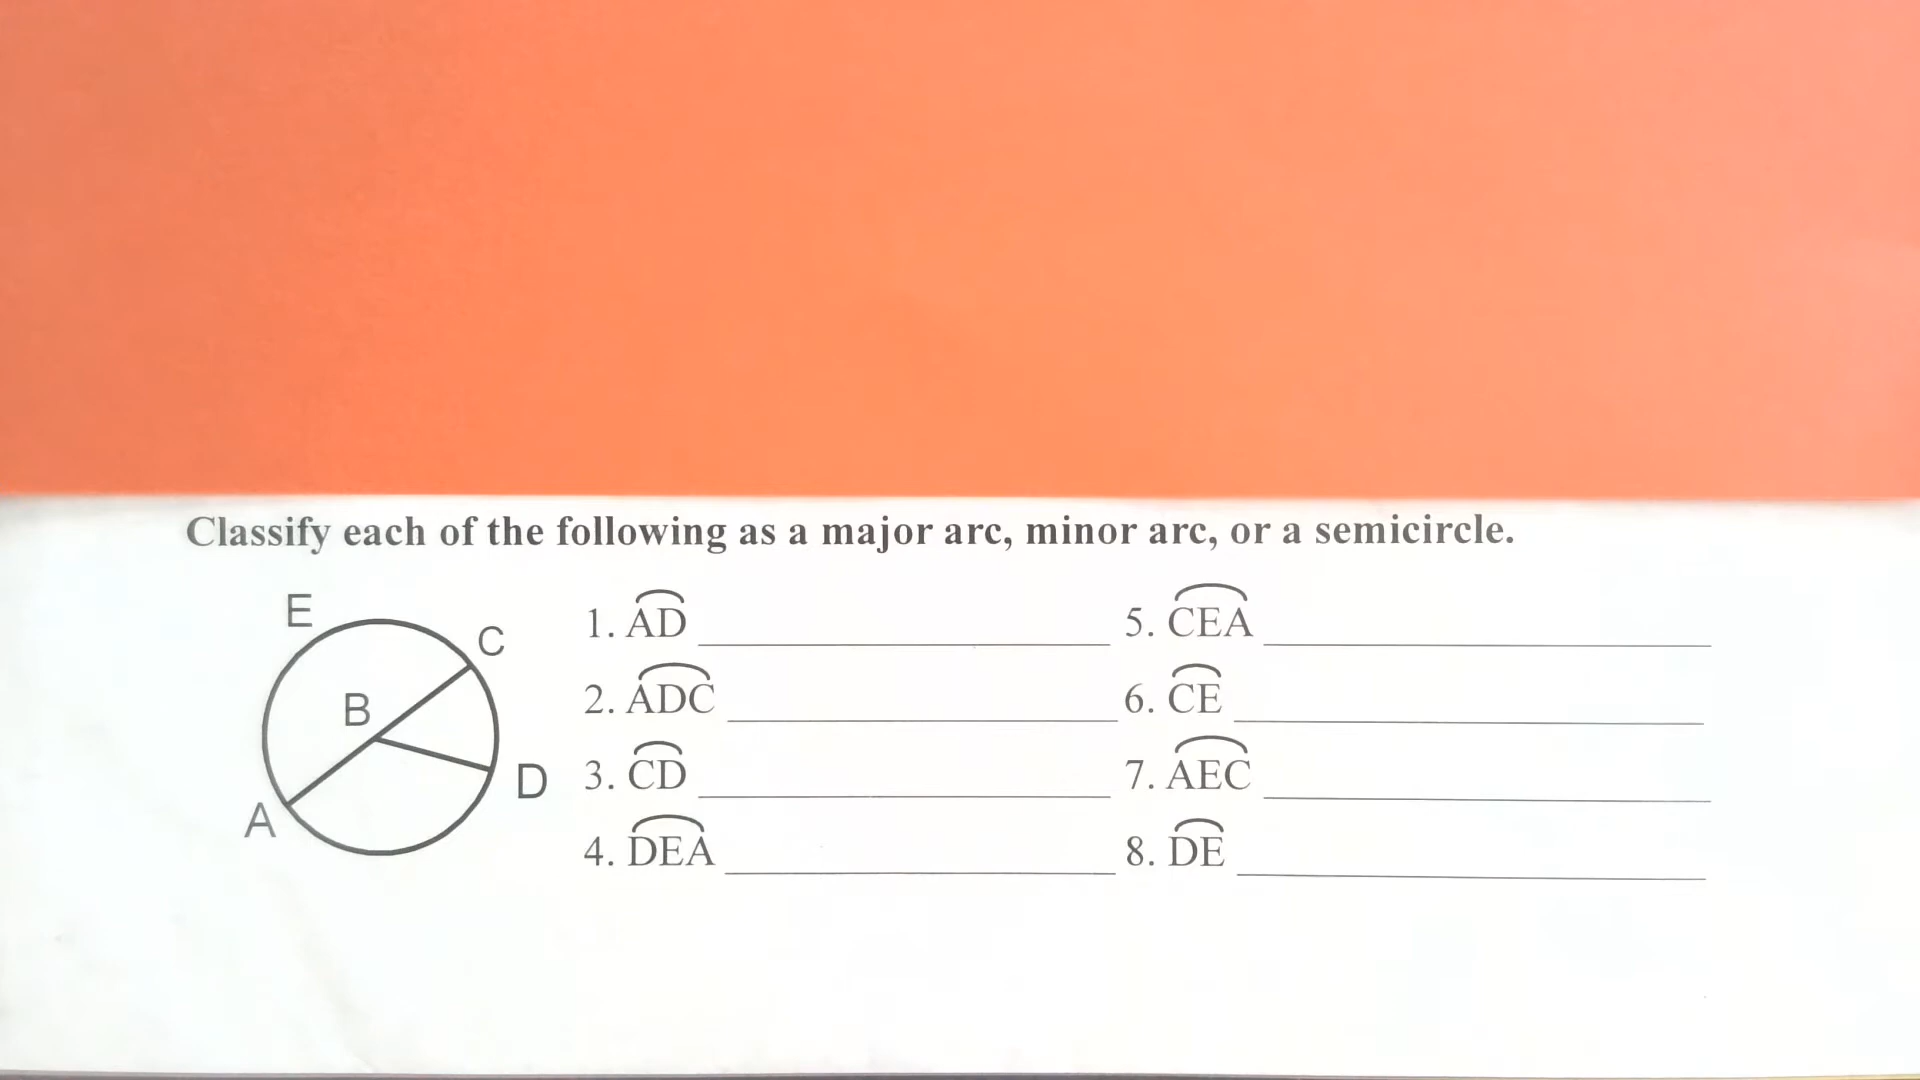 Classify each of the following as a major arc, minor arc, or a semicircle.
E
C
B
D
A
1. AD
2. ADC
3. CD
4. DEA
5. CEA
6. CE
7. AEC
8. DE